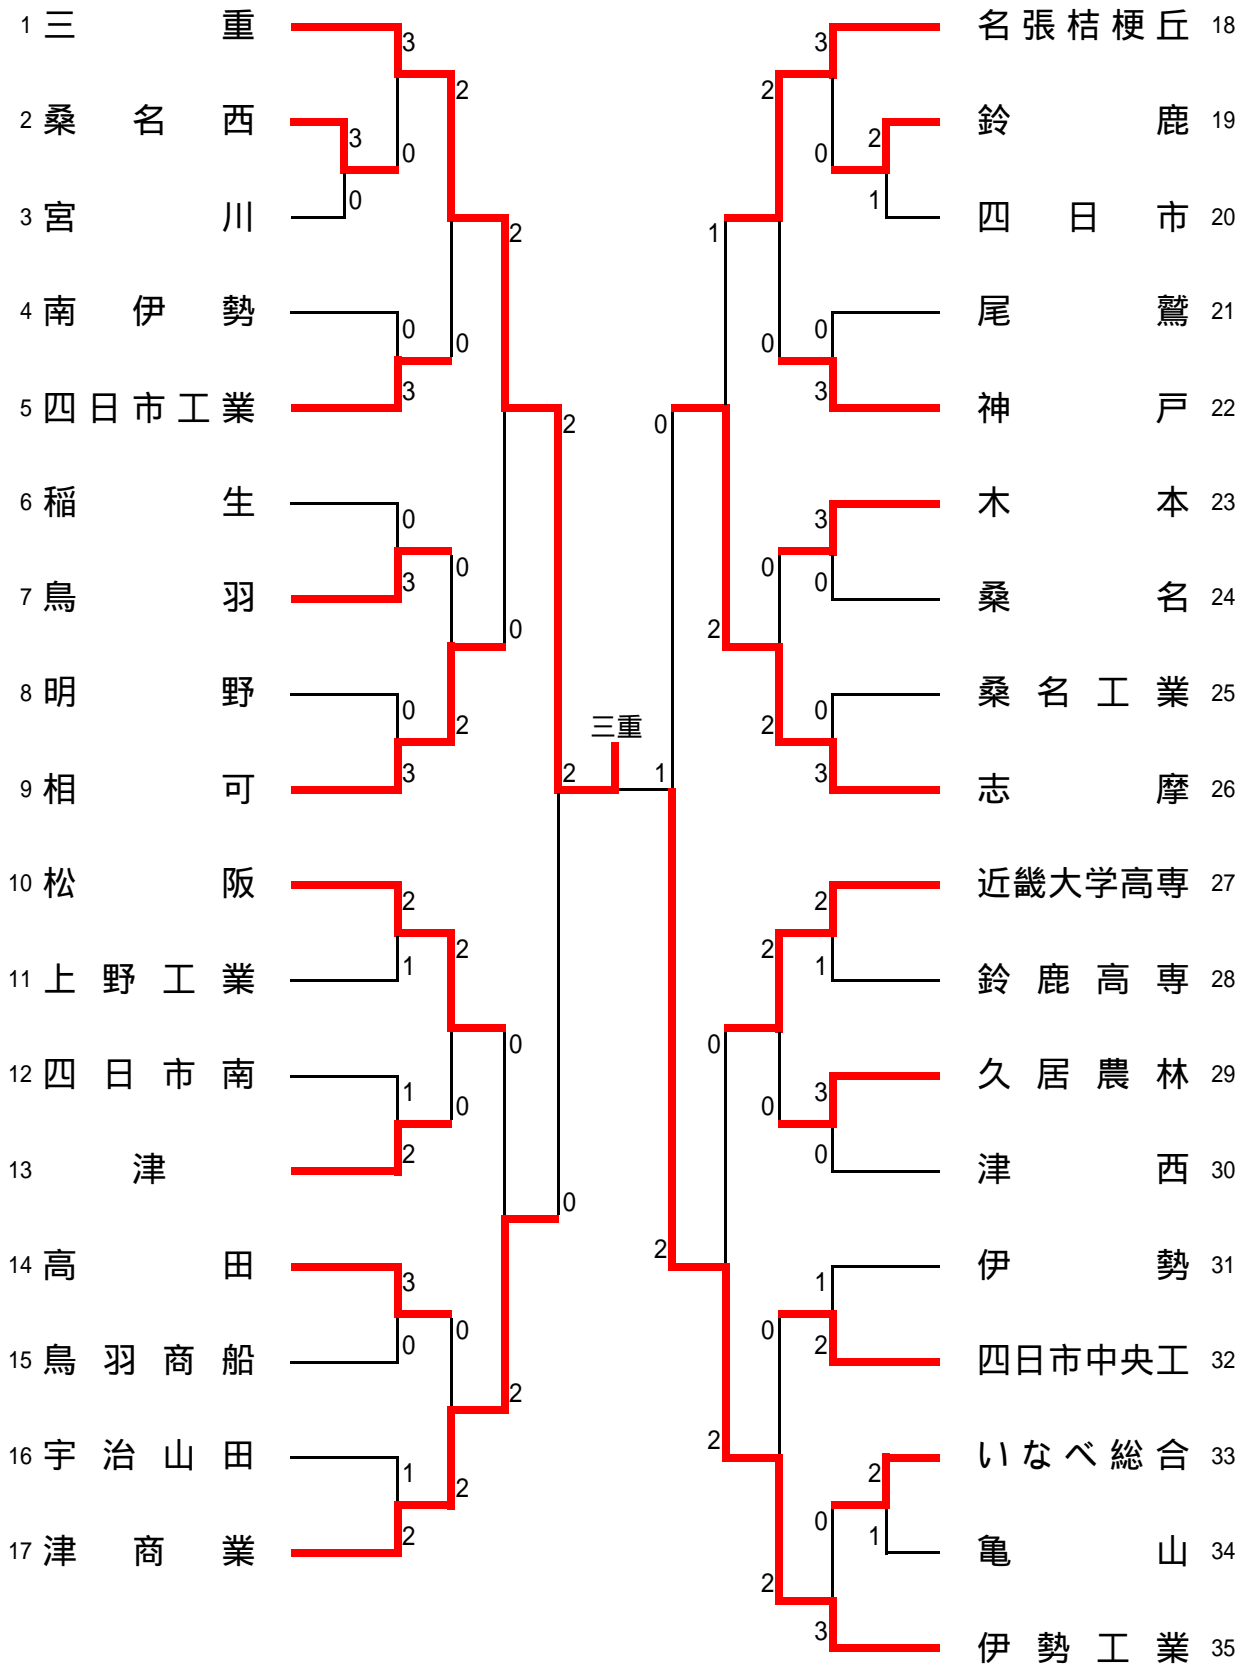 1 三重
2 桑名西
3 宮川
4 南伊勢
5 四日市工業
6 稲生
7 鳥羽
8 明野
9 相可
10 松阪
11 上野工業
12 四日市南
13 津
14 高田
15 鳥羽商船
16 宇治山田
17 津商業
3
2
3
0
0
2
0
0
3
2
0
3
0
0
0
2
3
2
2
2
1
0
1
0
2
0
3
0
0
2
1
2
2
三重
1
0
3
2
2
0
1
1
0
0
3
3
0
0
2
0
2
3
2
2
1
0
3
0
0
2
1
0
2
2
2
0
1
2
3
名張桔梗丘 18
鈴鹿 19
四日市 20
尾鷲 21
神戸 22
木本 23
桑名 24
桑名工業 25
志摩 26
近畿大学高専 27
鈴鹿高専 28
久居農林 29
津西 30
伊勢 31
四日市中央工 32
いなべ総合 33
亀山 34
伊勢工業 35